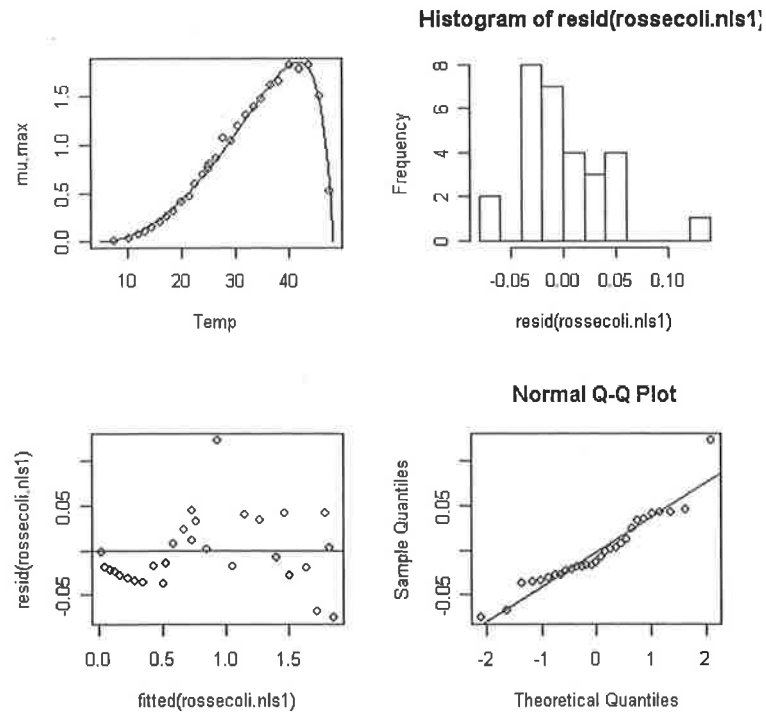 mu.max
0.0 0.5 1.0 1.5
10 20 30 40
Temp
Histogram of resid(rossecoli.nls1)
Frequency
0 2 4 6 8
-0.05 0.00 0.05 0.10
resid(rossecoli.nls1)
resid(rossecoli.nls1)
-0.05 0.05
0.0 0.5 1.0 1.5
fitted(rossecoli.nls1)
Normal Q-Q Plot
Sample Quantiles
-0.05 0.05
-2 -1 0 1 2
Theoretical Quantiles